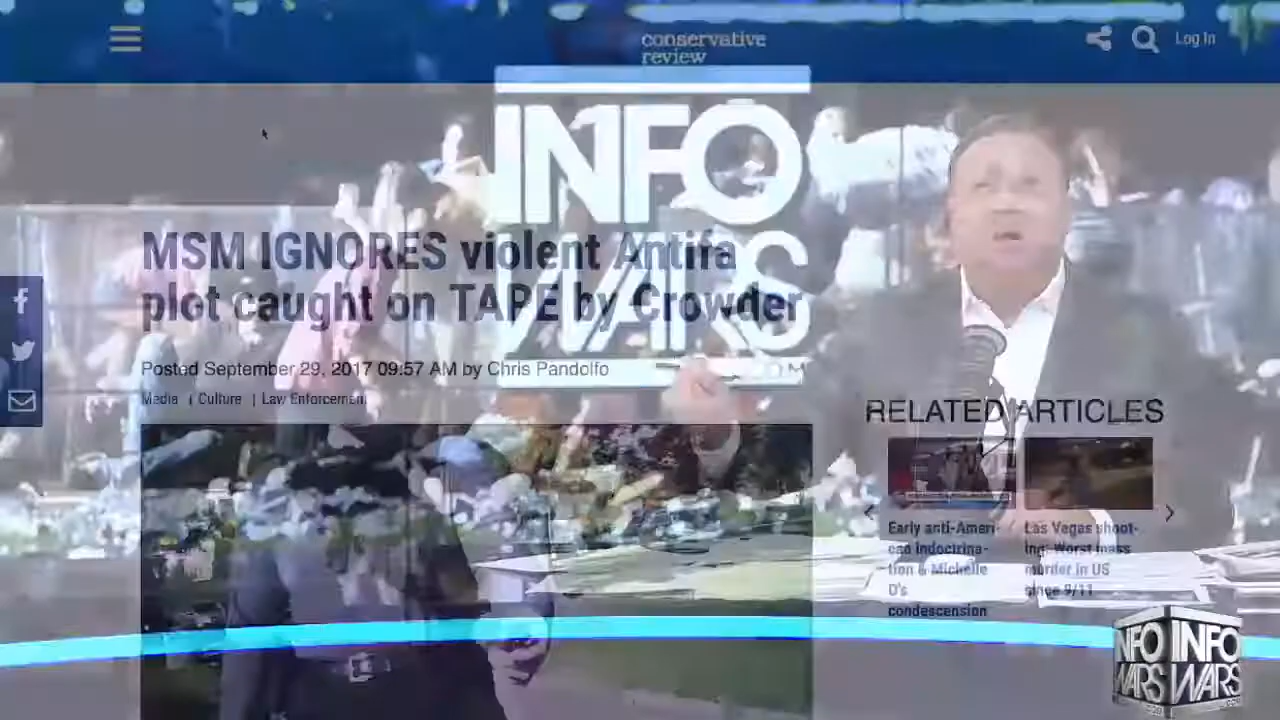 conservative
review
Log In
INFO
WARS
.COM
MSM IGNORES violent Antifa
plot caught on TAPE by Crowder
Posted September 29, 2017 09:57 AM by Chris Pandolfo
Media | Culture | Law Enforcement
RELATED ARTICLES
Early anti-Ameri-
can indoctrina-
tion & Michelle
O's
condescension
Las Vegas shoot-
ing: Worst mass
murder in US
since 9/11
INFO INFO
WARS WARS